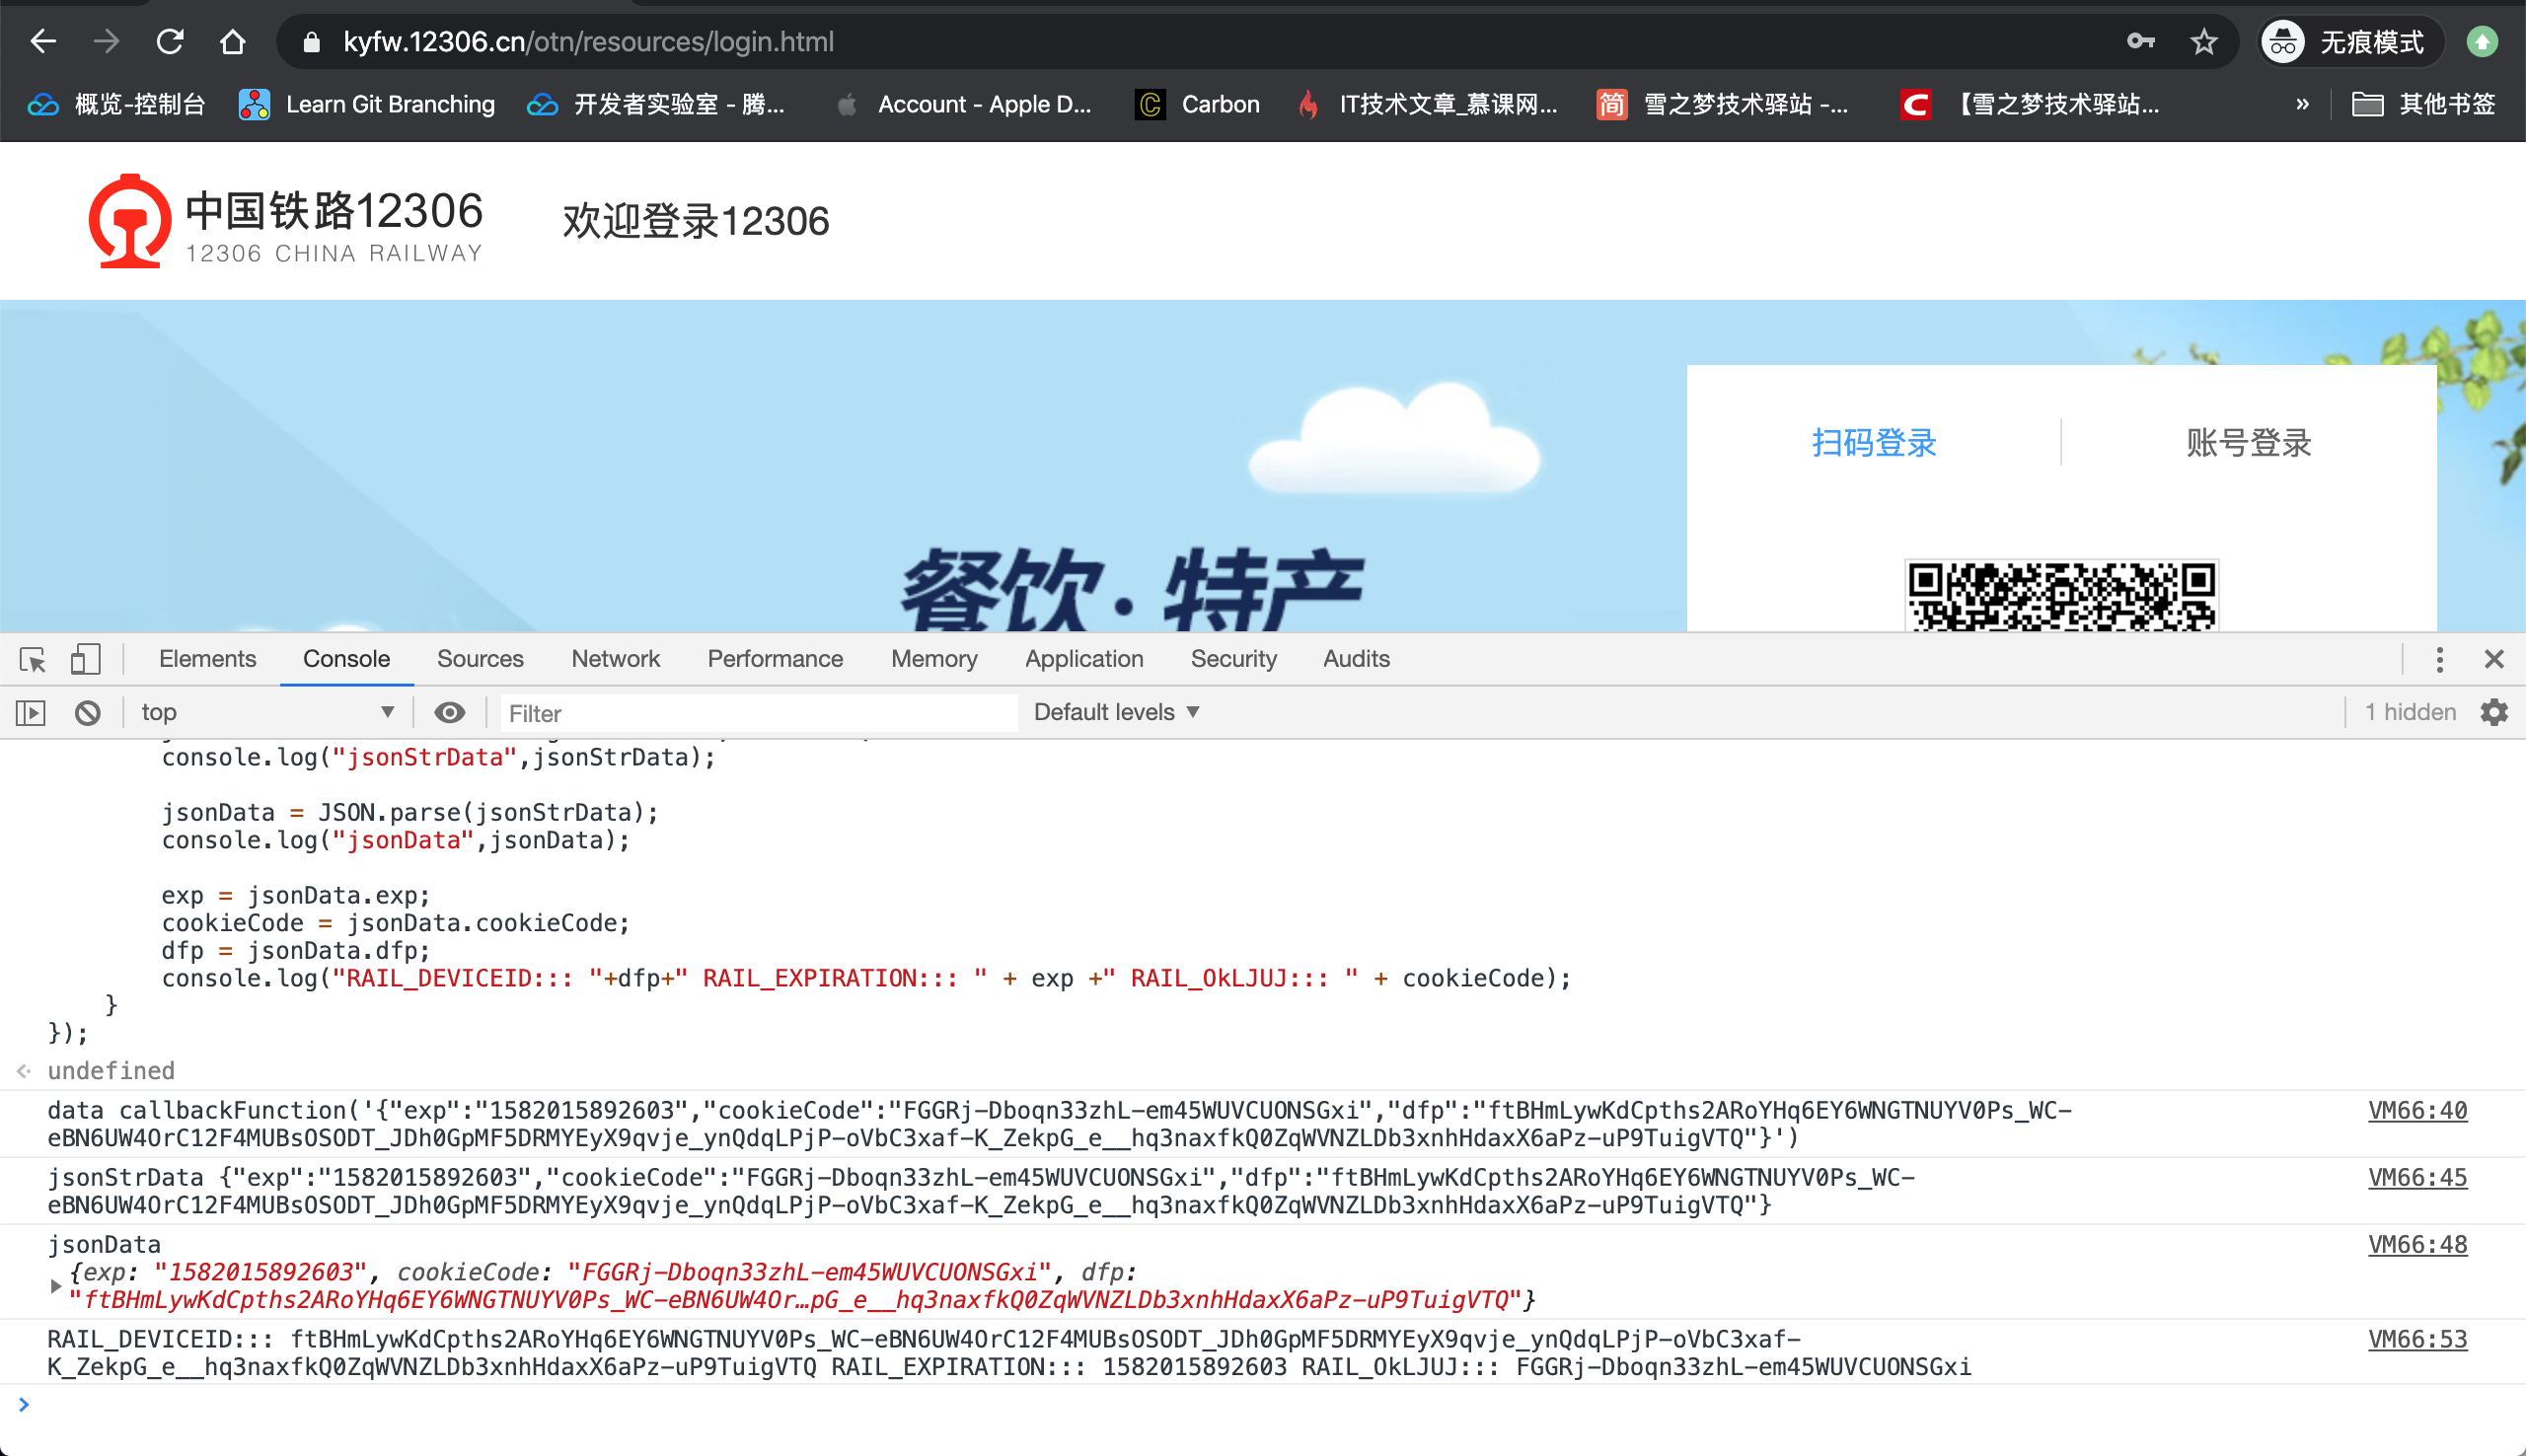 kyfw.12306.cn/otn/resources/login.html
无痕模式
概览-控制台
Learn Git Branching
开发者实验室 - 腾...
Account - Apple D...
Carbon
IT技术文章_慕课网...
简
雪之梦技术驿站 -...
【雪之梦技术驿站...
»
其他书签
中国铁路12306
12306 CHINA RAILWAY
欢迎登录12306
扫码登录
账号登录
餐饮·特产
Elements
Console
Sources
Network
Performance
Memory
Application
Security
Audits
top
Filter
Default levels
1 hidden
console.log("jsonStrData",jsonStrData);
jsonData = JSON.parse(jsonStrData);
console.log("jsonData",jsonData);
exp = jsonData.exp;
cookieCode = jsonData.cookieCode;
dfp = jsonData.dfp;
console.log("RAIL_DEVICEID::: "+dfp+" RAIL_EXPIRATION::: " + exp +" RAIL_OkLJUJ::: " + cookieCode);
}
});
undefined
data callbackFunction('{"exp":"1582015892603","cookieCode":"FGGRj-Dboqn33zhL-em45WUVCUONSGxi","dfp":"ftBHmLywKdCpths2ARoYHq6EY6WNGTNUYV0Ps_WC-
eBN6UW4OrC12F4MUBsOSODT_JDh0GpMF5DRMYEyX9qvje_ynQdqLPjP-oVbC3xaf-K_ZekpG_e__hq3naxfkQ0ZqWVNZLDb3xnhHdaxX6aPz-uP9TuigVTQ"}')
VM66:40
jsonStrData {"exp":"1582015892603","cookieCode":"FGGRj-Dboqn33zhL-em45WUVCUONSGxi","dfp":"ftBHmLywKdCpths2ARoYHq6EY6WNGTNUYV0Ps_WC-
eBN6UW4OrC12F4MUBsOSODT_JDh0GpMF5DRMYEyX9qvje_ynQdqLPjP-oVbC3xaf-K_ZekpG_e__hq3naxfkQ0ZqWVNZLDb3xnhHdaxX6aPz-uP9TuigVTQ"}
VM66:45
jsonData
VM66:48
{exp: "1582015892603", cookieCode: "FGGRj-Dboqn33zhL-em45WUVCUONSGxi", dfp:
"ftBHmLywKdCpths2ARoYHq6EY6WNGTNUYV0Ps_WC-eBN6UW4Or…pG_e__hq3naxfkQ0ZqWVNZLDb3xnhHdaxX6aPz-uP9TuigVTQ"}
RAIL_DEVICEID::: ftBHmLywKdCpths2ARoYHq6EY6WNGTNUYV0Ps_WC-eBN6UW4OrC12F4MUBsOSODT_JDh0GpMF5DRMYEyX9qvje_ynQdqLPjP-oVbC3xaf-
K_ZekpG_e__hq3naxfkQ0ZqWVNZLDb3xnhHdaxX6aPz-uP9TuigVTQ RAIL_EXPIRATION::: 1582015892603 RAIL_OkLJUJ::: FGGRj-Dboqn33zhL-em45WUVCUONSGxi
VM66:53